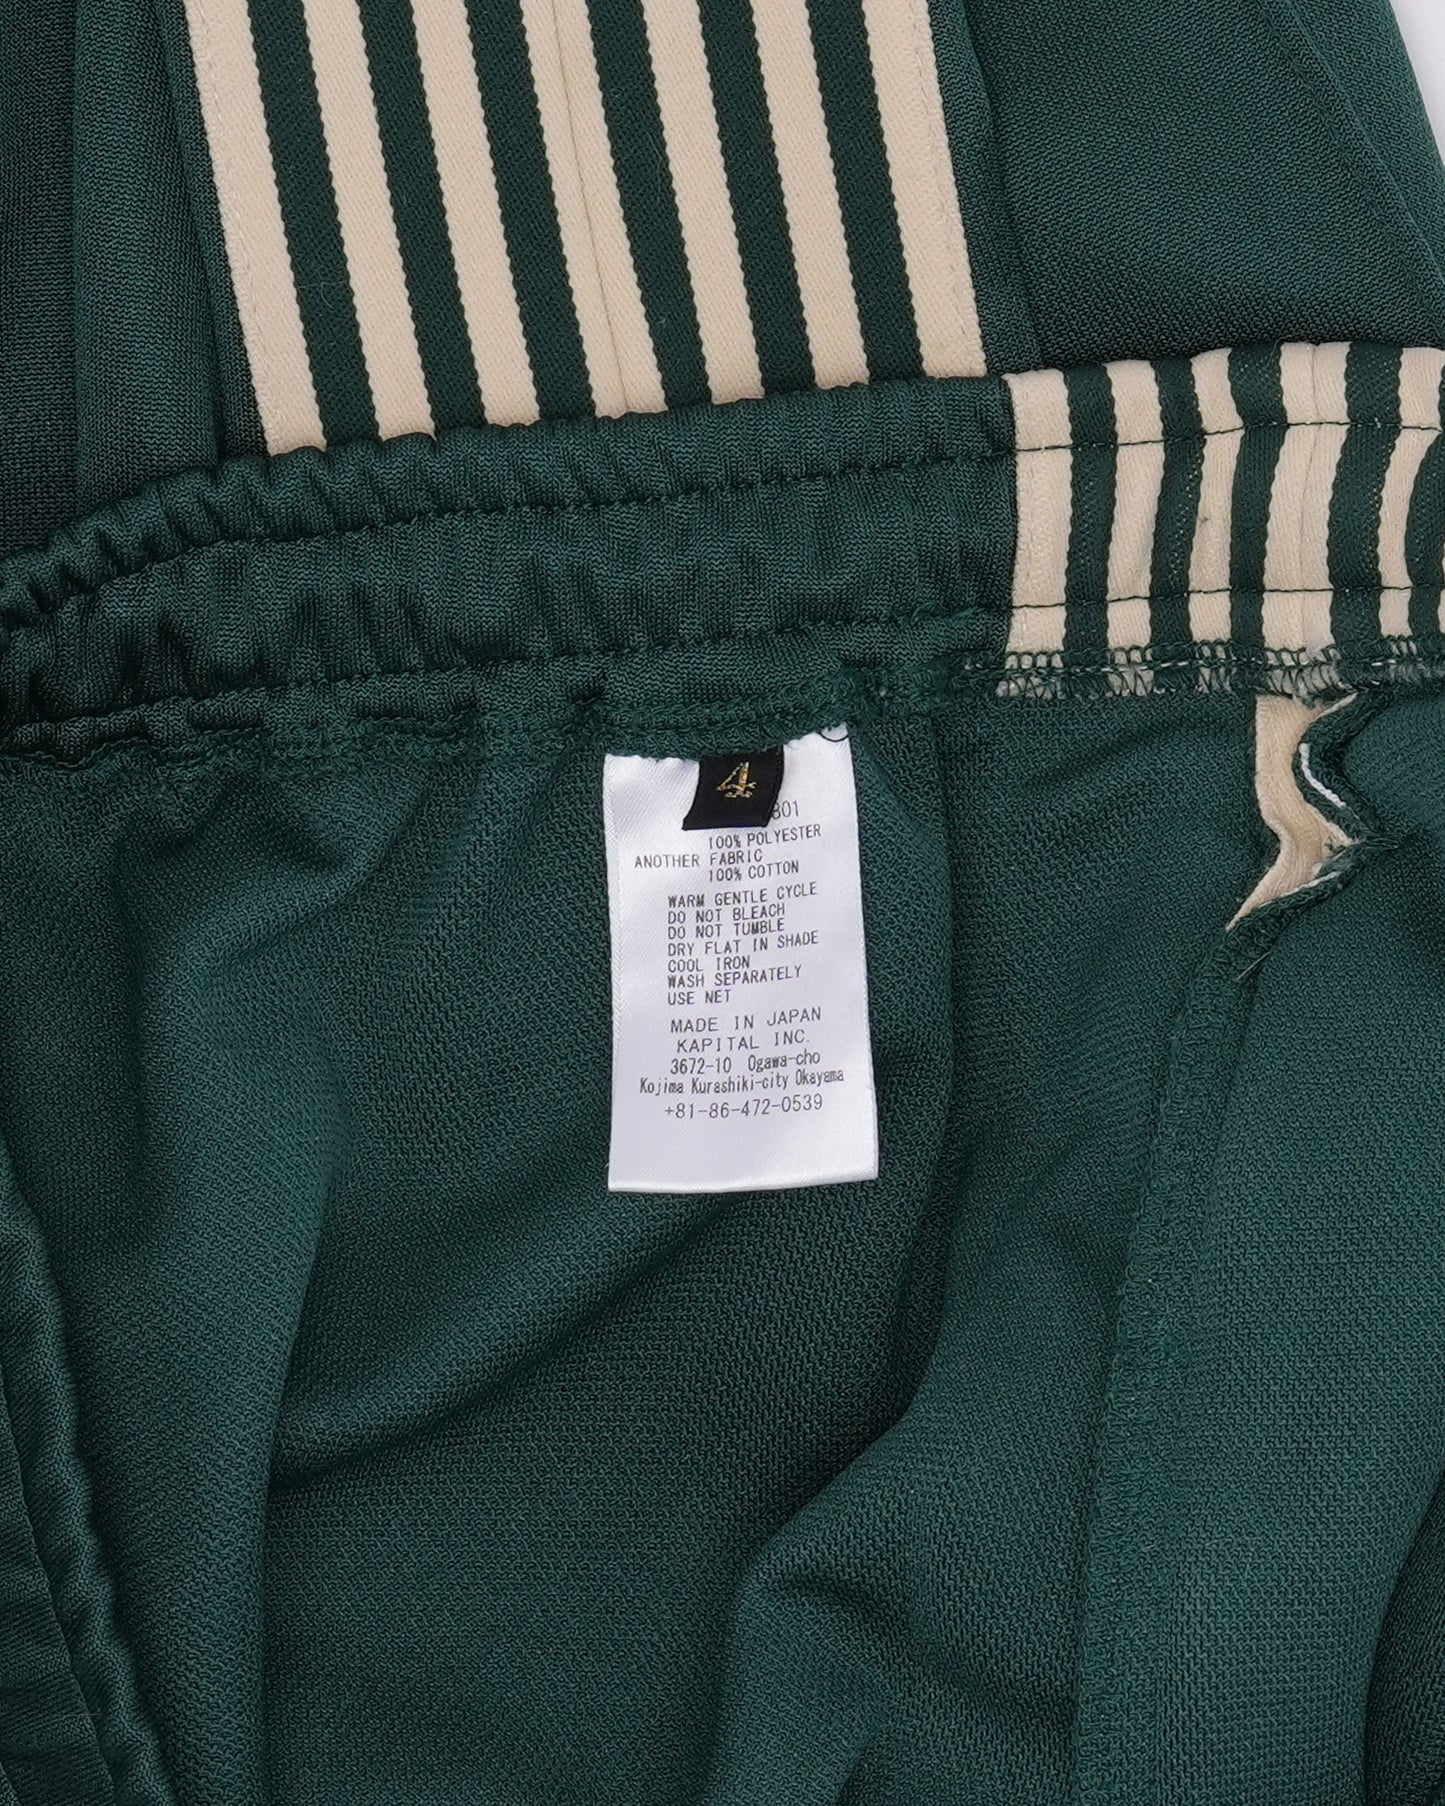 4
801
100% POLYESTER
ANOTHER FABRIC
100% COTTON
WARM GENTLE CYCLE
DO NOT BLEACH
DO NOT TUMBLE
DRY FLAT IN SHADE
COOL IRON
WASH SEPARATELY
USE NET
MADE IN JAPAN
KAPITAL INC.
3672-10 Ogawa-cho
Kojima Kurashiki-city Okayama
+81-86-472-0539